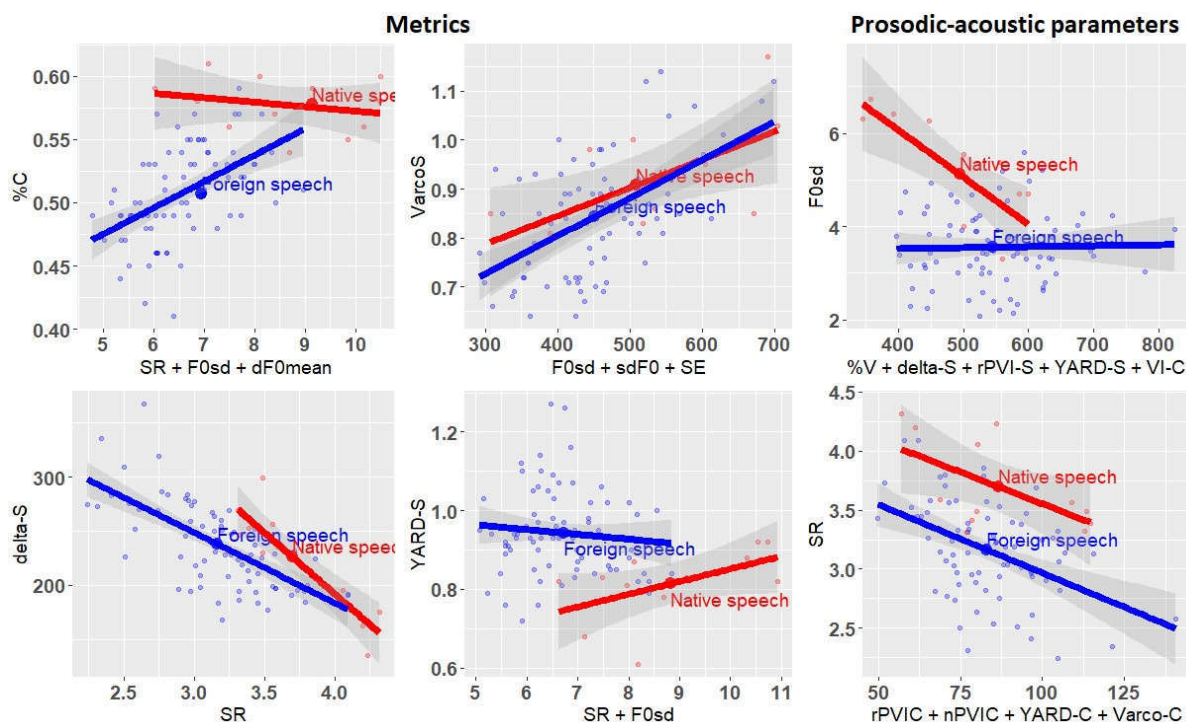 Metrics
Prosodic-acoustic parameters
%C
0.60
0.55
0.50
0.45
0.40
Native spee
Foreign speech
5 6 7 8 9 10
SR + F0sd + dF0mean
VarcoS
1.1
1.0
0.9
0.8
0.7
Native speech
Foreign speech
300 400 500 600 700
F0sd + sdF0 + SE
F0sd
6
4
2
Native speech
Foreign speech
400 500 600 700 800
%V + delta-S + rPVI-S + YARD-S + VI-C
delta-S
300
200
Foreign speech
Native speec
2.5 3.0 3.5 4.0
SR
YARD-S
1.2
1.0
0.8
0.6
Foreign speech
Native speech
5 6 7 8 9 10 11
SR + F0sd
SR
4.5
4.0
3.5
3.0
2.5
Native speech
Foreign speech
50 75 100 125
rPVIC + nPVIC + YARD-C + Varco-C